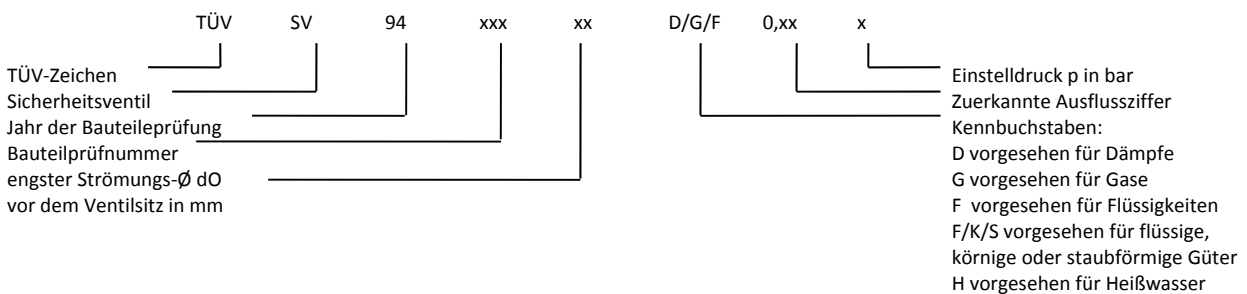 TÜV SV 94 xxx xx D/G/F 0,xx x
TÜV-Zeichen
Sicherheitsventil
Jahr der Bauteileprüfung
Bauteilprüfnummer
engster Strömungs-Ø dO
vor dem Ventilsitz in mm
Einstelldruck p in bar
Zuerkannte Ausflussziffer
Kennbuchstaben:
D vorgesehen für Dämpfe
G vorgesehen für Gase
F vorgesehen für Flüssigkeiten
F/K/S vorgesehen für flüssige,
körnige oder staubförmige Güter
H vorgesehen für Heißwasser